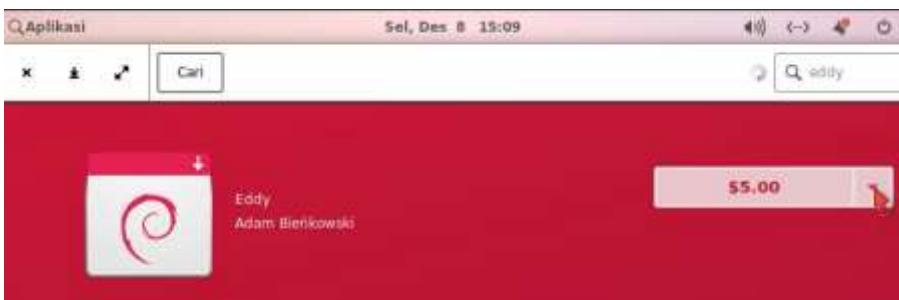 Aplikasi
Sel, Des 8 15:09
Cari
eddy
Eddy
Adam Bieńkowski
$5.00